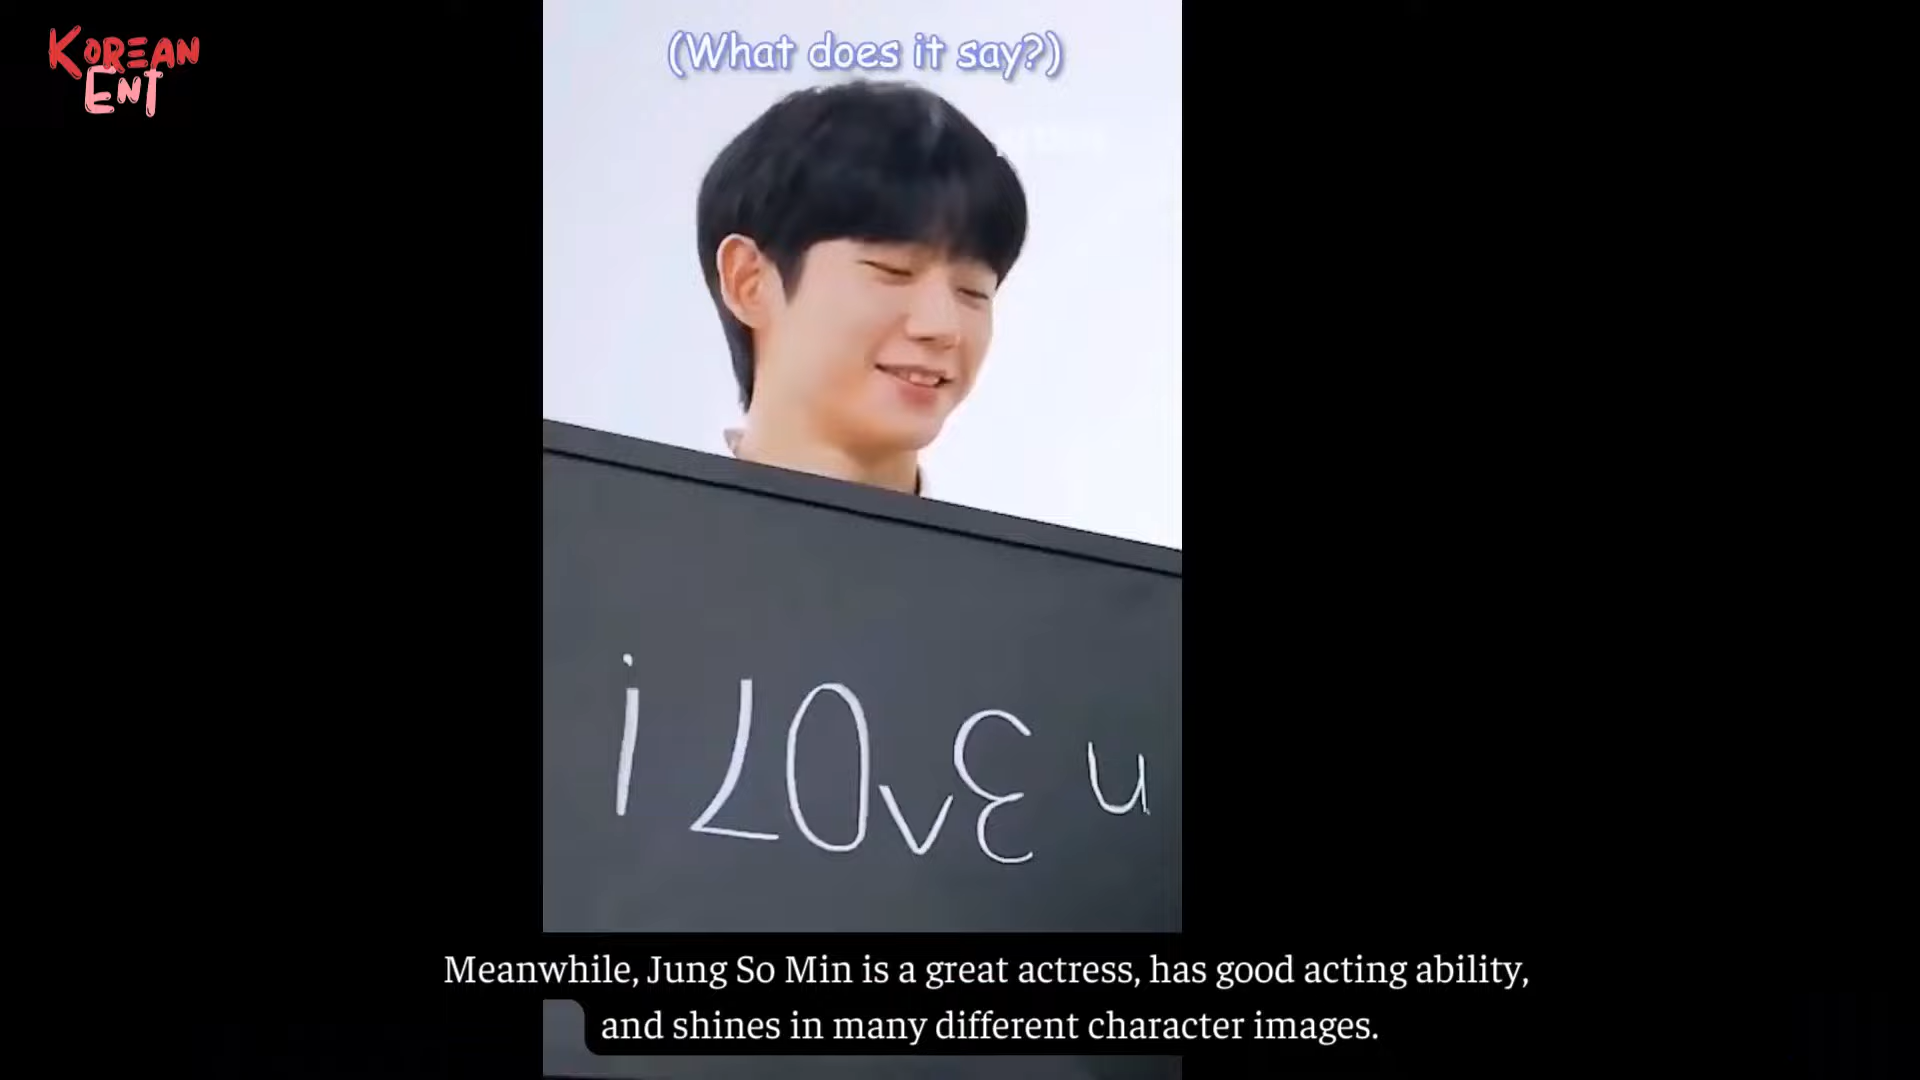 KOREAN
ENT
(What does it say?)
i LOvE u
Meanwhile, Jung So Min is a great actress, has good acting ability,
and shines in many different character images.